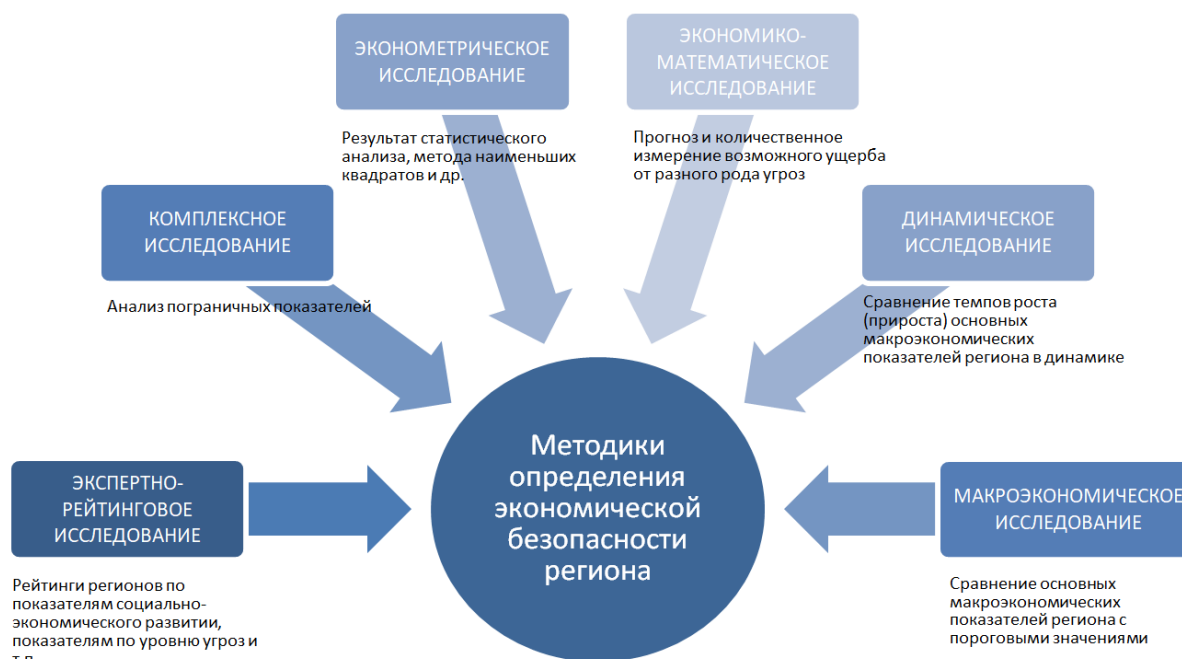 ЭКОНОМЕТРИЧЕСКОЕ
ИССЛЕДОВАНИЕ
Результат статистического
анализа, метода наименьших
квадратов и др.
ЭКОНОМИКО-
МАТЕМАТИЧЕСКОЕ
ИССЛЕДОВАНИЕ
Прогноз и количественное
измерение возможного ущерба
от разного рода угроз
КОМПЛЕКСНОЕ
ИССЛЕДОВАНИЕ
Анализ пограничных показателей
ДИНАМИЧЕСКОЕ
ИССЛЕДОВАНИЕ
Сравнение темпов роста
(прироста) основных
макроэкономических
показателей региона в динамике
Методики
определения
экономической
безопасности
региона
ЭКСПЕРТНО-
РЕЙТИНГОВОЕ
ИССЛЕДОВАНИЕ
Рейтинги регионов по
показателям социально-
экономического развитии,
показателям по уровню угроз и
т.п.
МАКРОЭКОНОМИЧЕСКОЕ
ИССЛЕДОВАНИЕ
Сравнение основных
макроэкономических
показателей региона с
пороговыми значениями